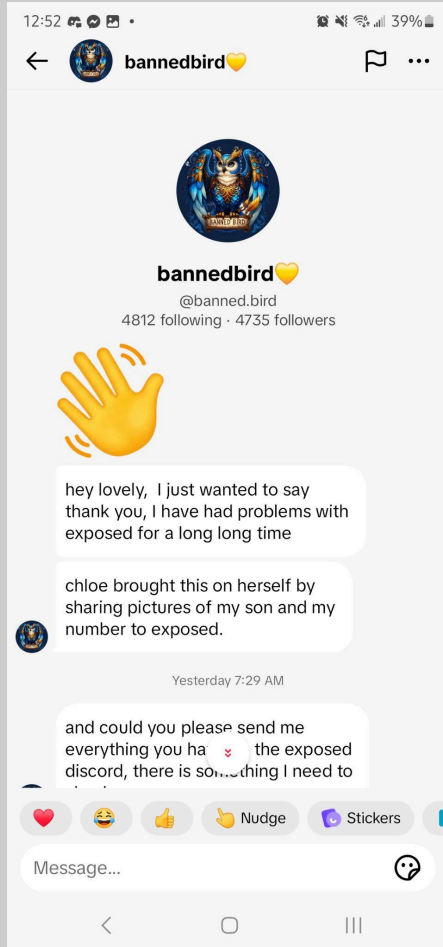 12:52
39%
bannedbird
BANNED BIRD
bannedbird
@banned.bird
4812 following · 4735 followers
hey lovely, I just wanted to say
thank you, I have had problems with
exposed for a long long time
chloe brought this on herself by
sharing pictures of my son and my
number to exposed.
Yesterday 7:29 AM
and could you please send me
everything you the exposed
discord, there is something I need to
Nudge
Stickers
Message...